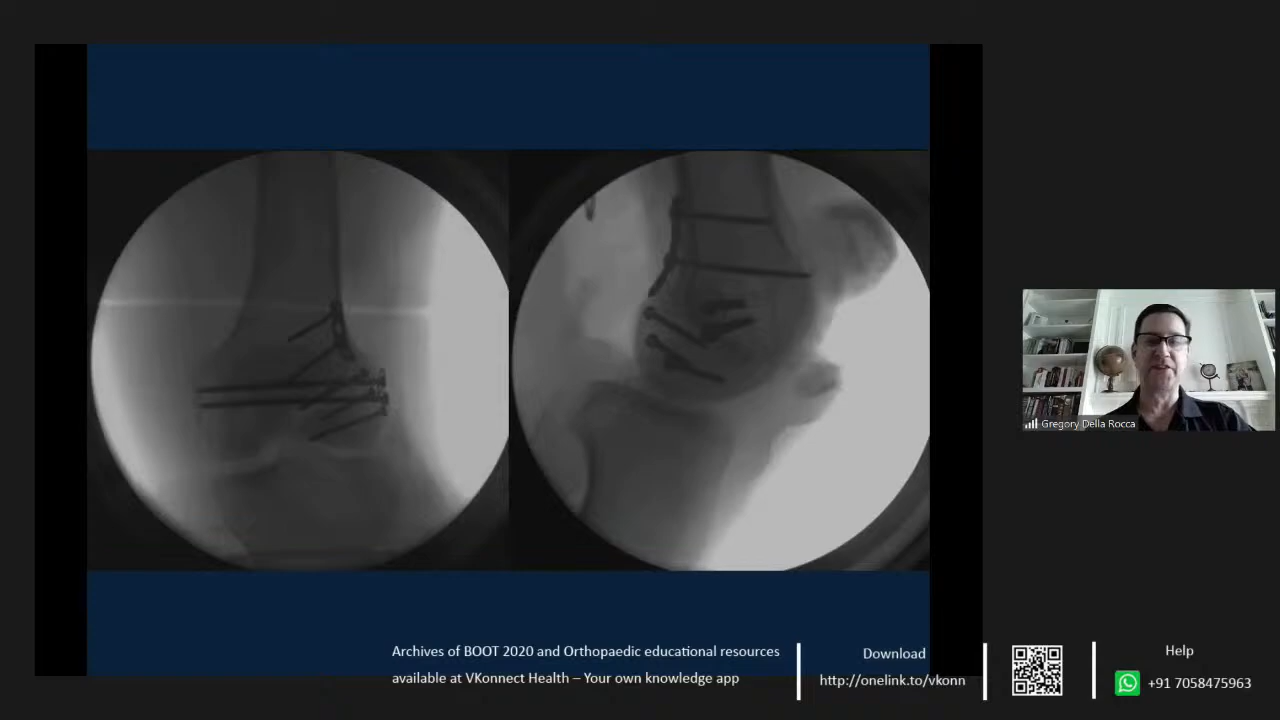 Gregory Della Rocca
Archives of BOOT 2020 and Orthopaedic educational resources
available at VKonnect Health – Your own knowledge app
Download
http://onelink.to/vkonn
Help
+91 7058475963